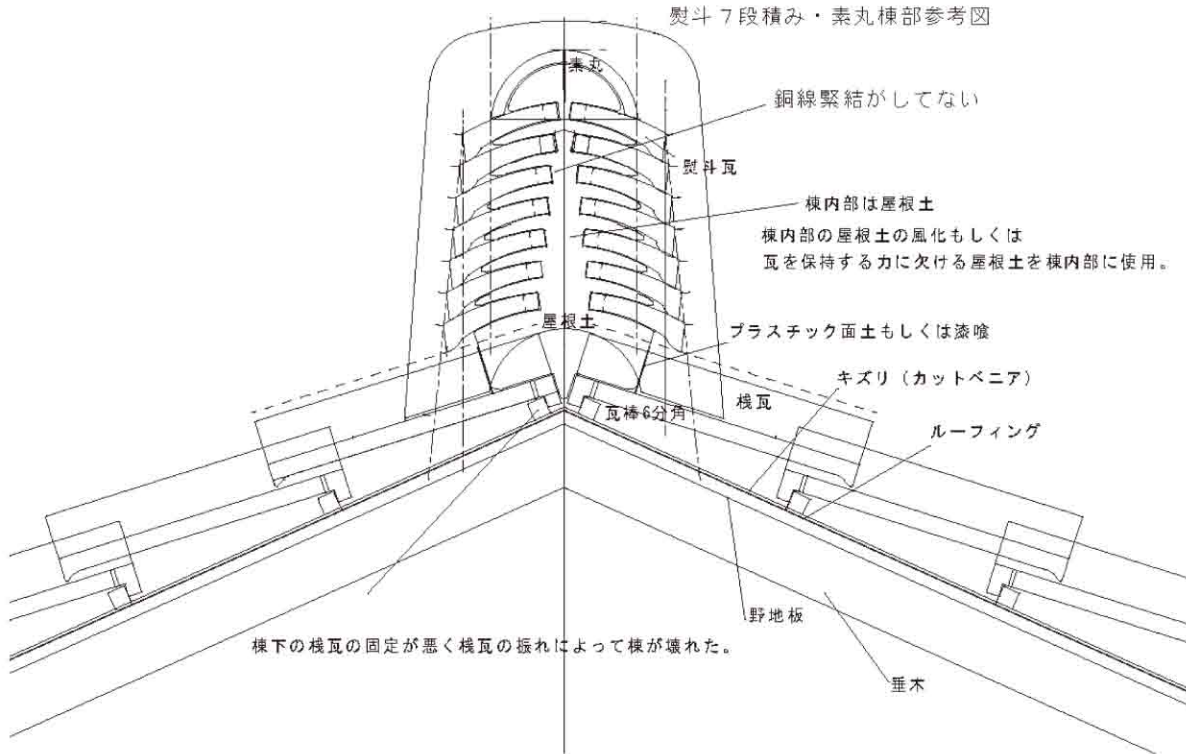 熨斗７段積み・素丸棟部参考図
素丸
銅線緊結がしてない
熨斗瓦
棟内部は屋根土
棟内部の屋根土の風化もしくは
瓦を保持する力に欠ける屋根土を棟内部に使用。
屋根土
プラスチック面土もしくは漆喰
キズリ（カットベニア）
桟瓦
瓦棒6分角
ルーフィング
野地板
棟下の桟瓦の固定が悪く桟瓦の振れによって棟が壊れた。
垂木